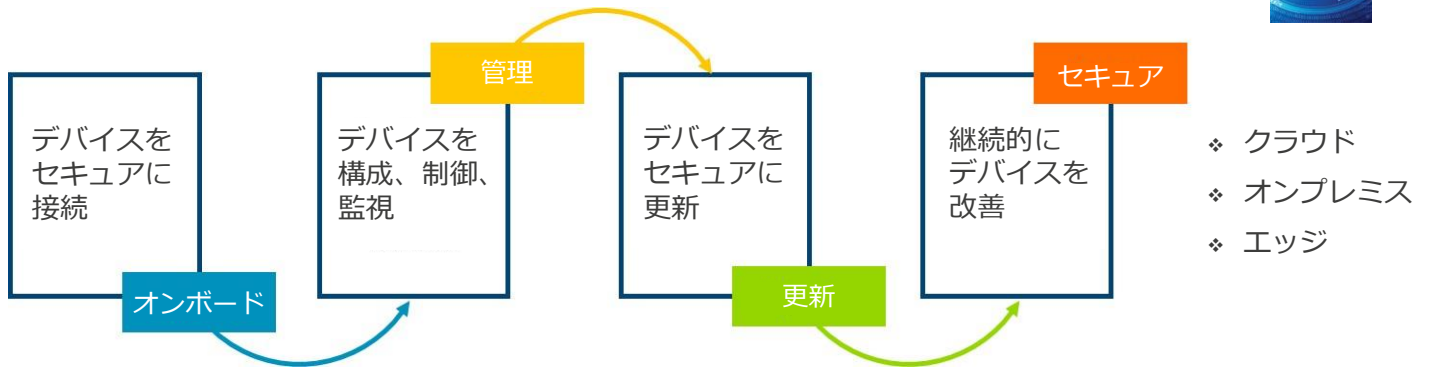 デバイスを
セキュアに
接続
オンボード
管理
デバイスを
構成、制御、
監視
デバイスを
セキュアに
更新
更新
セキュア
継続的に
デバイスを
改善
クラウド
オンプレミス
エッジ